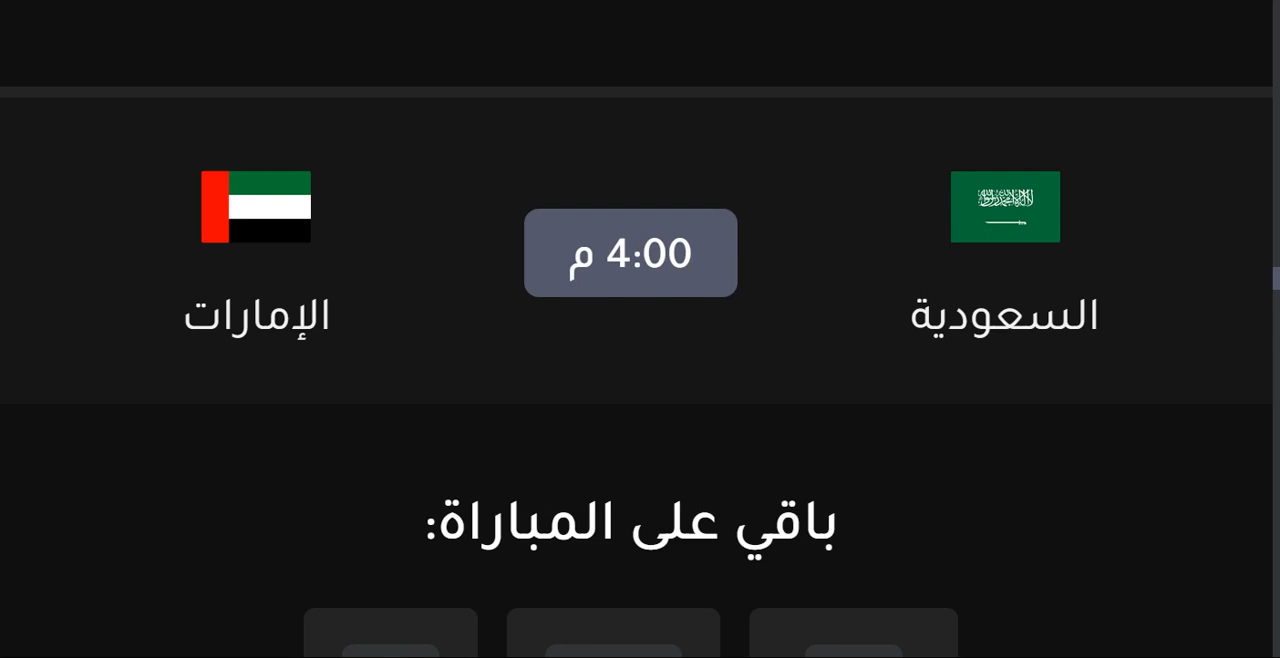 السعودية
4:00 م
الإمارات
باقي على المباراة: